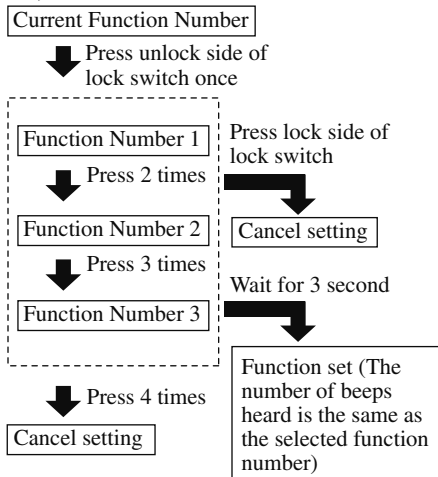 Current Function Number
Press unlock side of
lock switch once
Function Number 1
Press 2 times
Function Number 2
Press 3 times
Function Number 3
Press 4 times
Cancel setting
Press lock side of
lock switch
Cancel setting
Wait for 3 second
Function set (The
number of beeps
heard is the same as
the selected function
number)